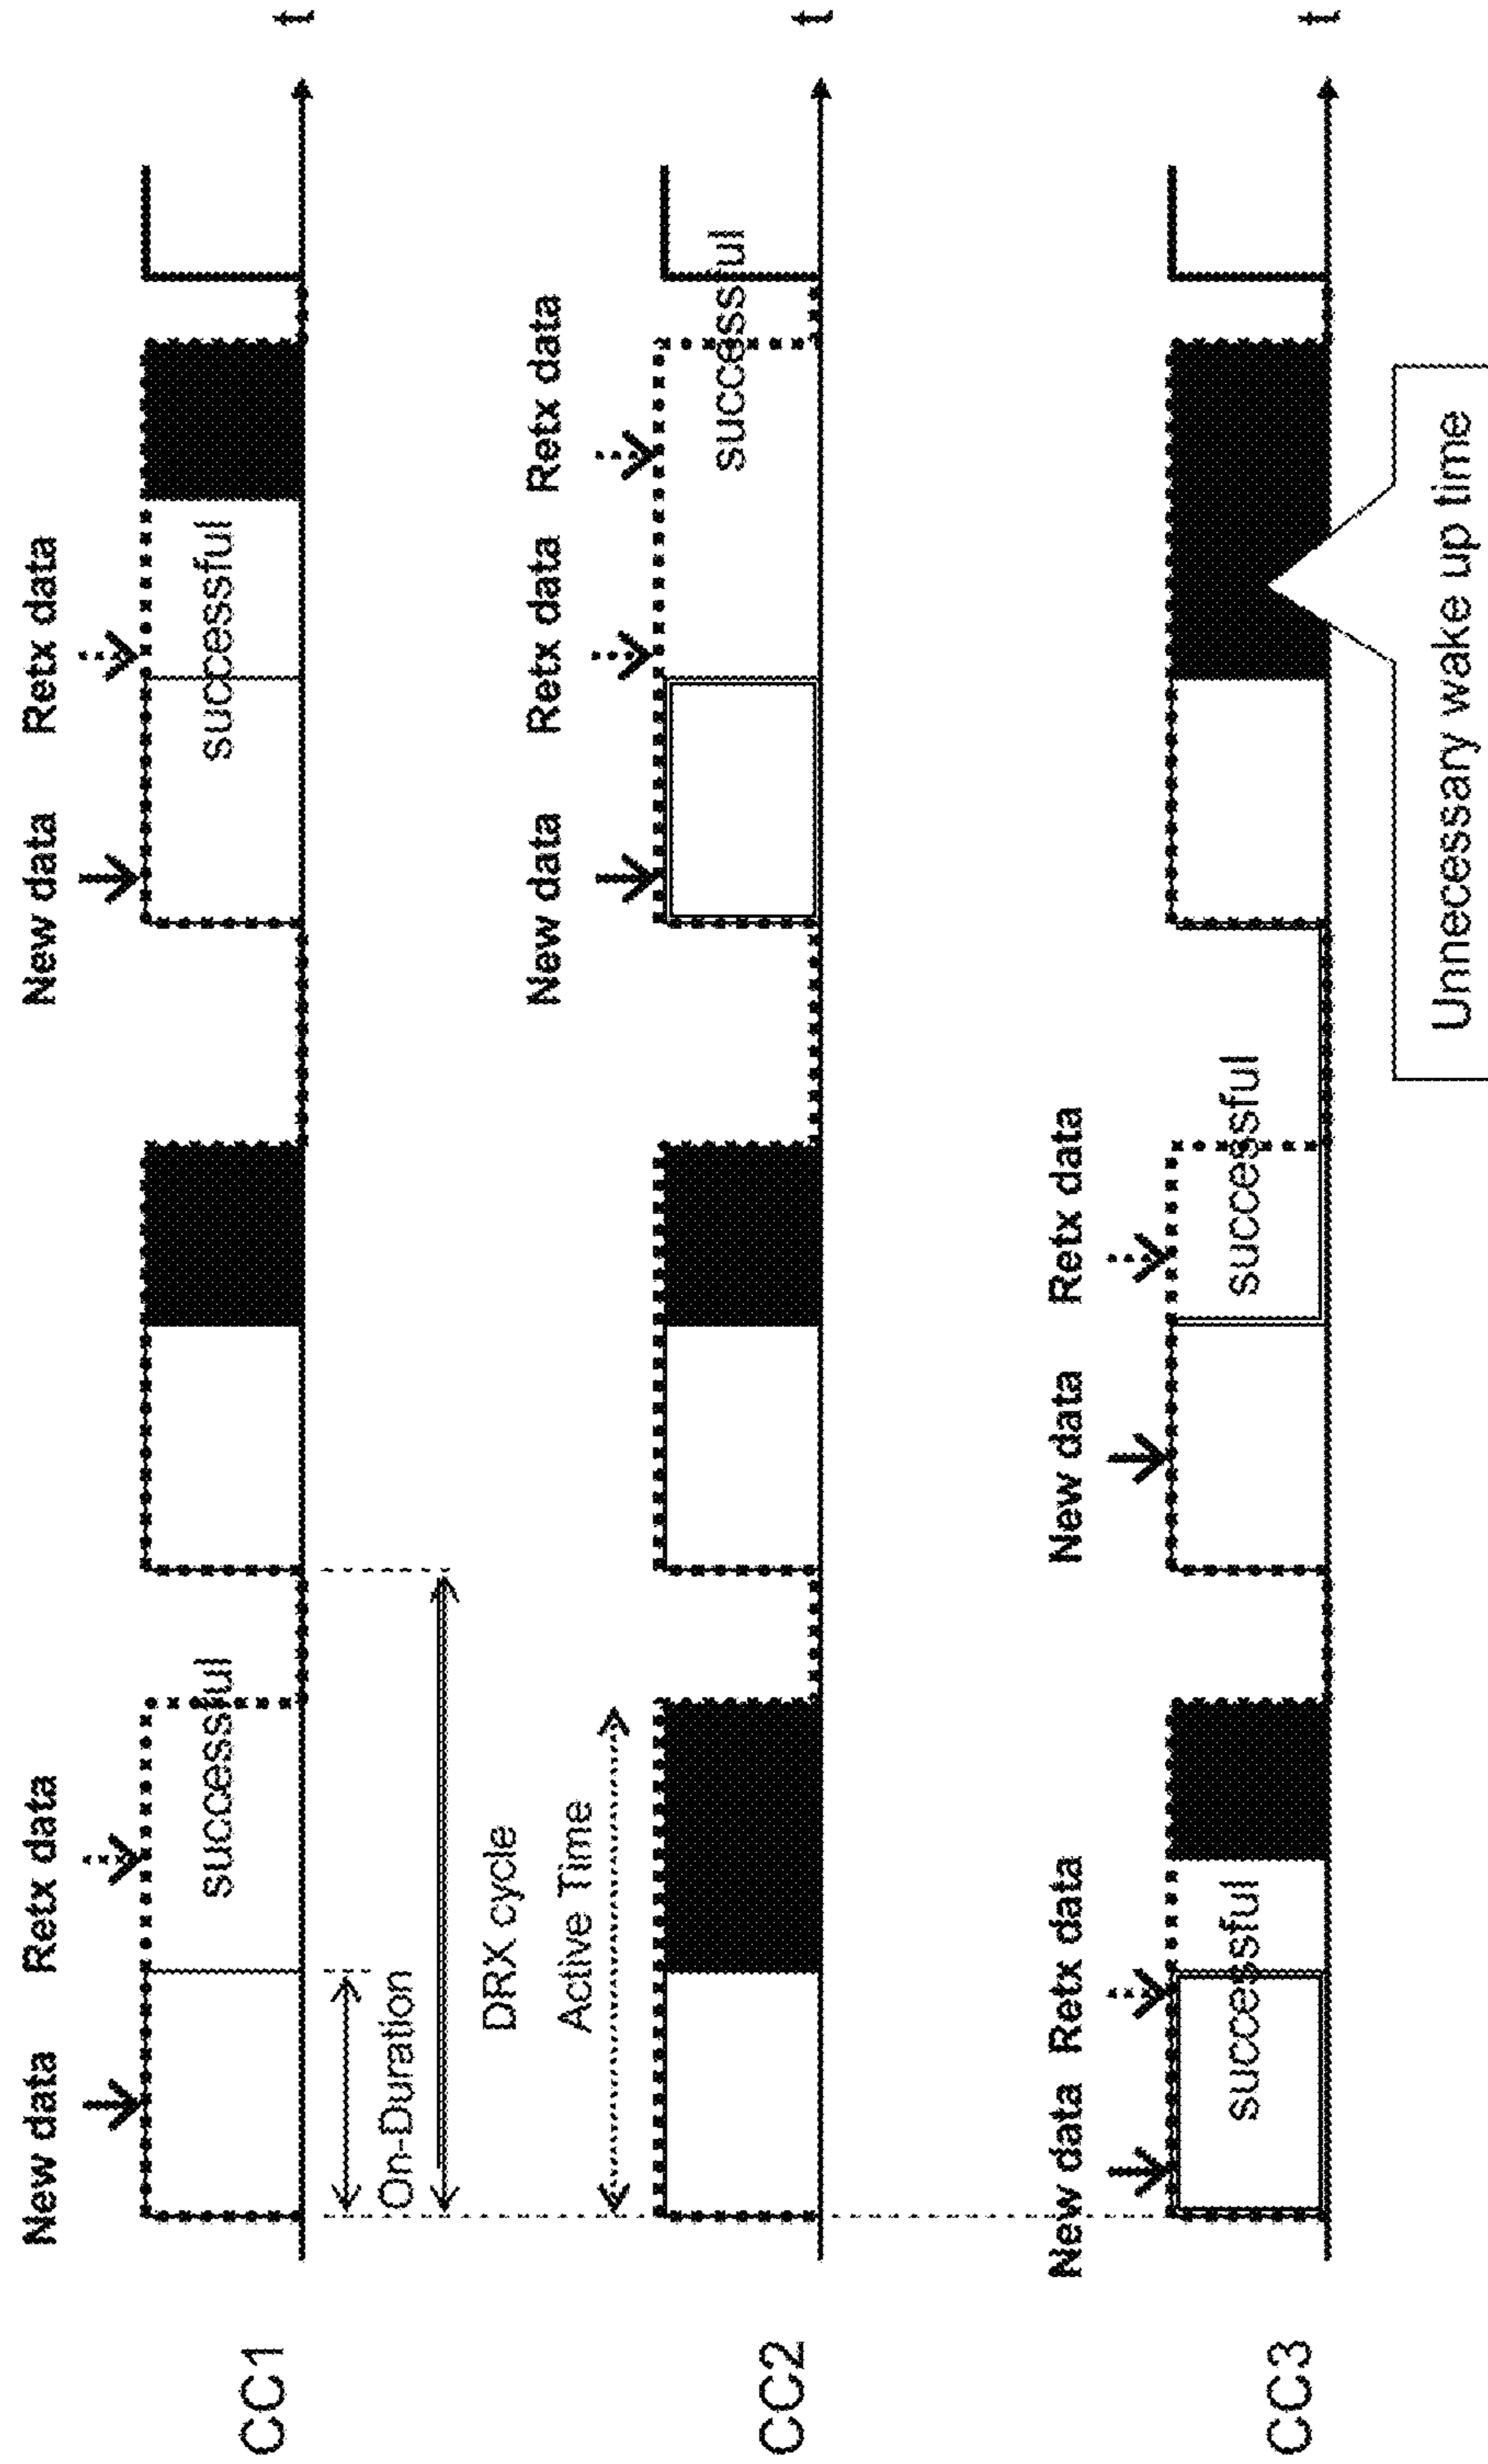 New data Retx data New data Retx data
successful successful
CC1 t
On-Duration
DRX cycle
Active Time
New data Retx data Retx data
successful
CC2 t
New data Retx data New data Retx data
successful successful
CC3 t
Unnecessary wake up time